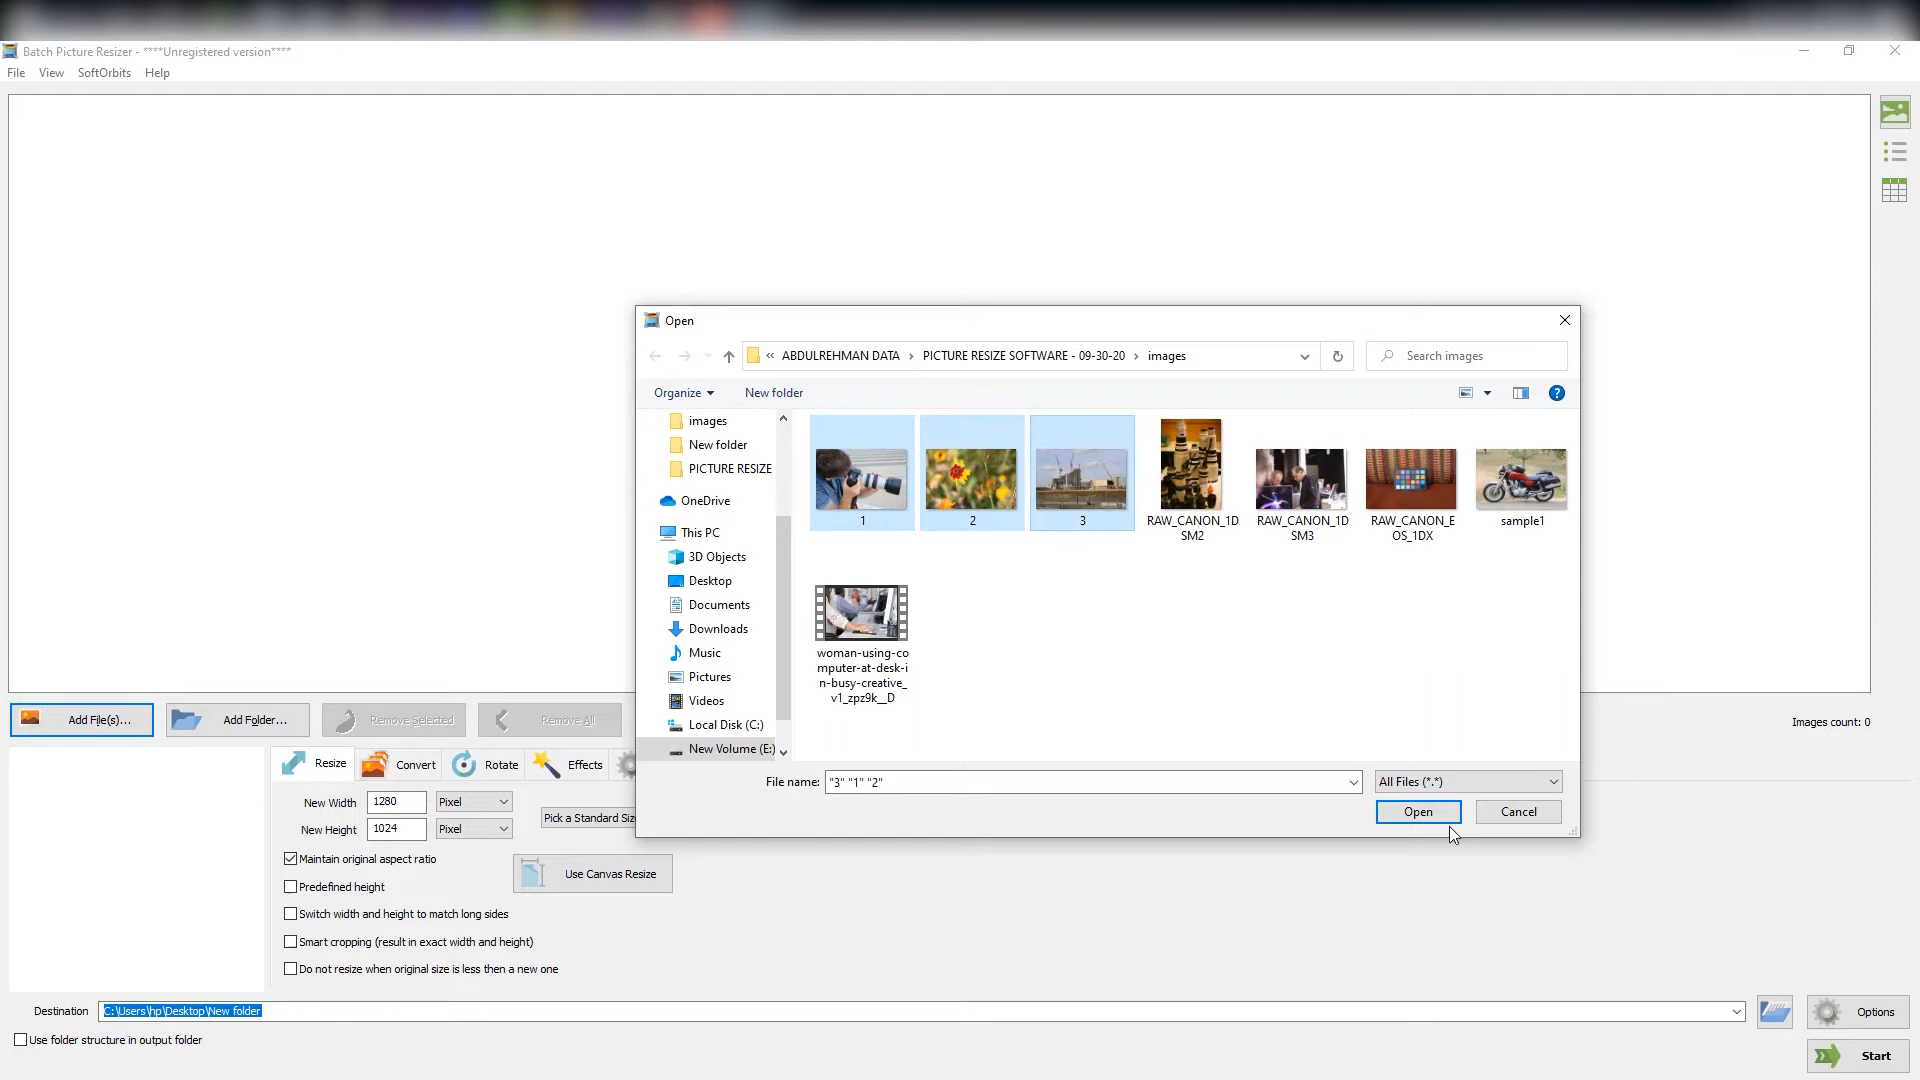 Batch Picture Resizer - ****Unregistered version****
File View SoftOrbits Help
Open
« ABDULREHMAN DATA › PICTURE RESIZE SOFTWARE - 09-30-20 › images
Search images
Organize New folder
images
New folder
PICTURE RESIZE
OneDrive
This PC
3D Objects
Desktop
Documents
Downloads
Music
Pictures
Videos
Local Disk (C:)
New Volume (E:)
1
2
3
RAW_CANON_1D
SM2
RAW_CANON_1D
SM3
RAW_CANON_E
OS_1DX
sample1
woman-using-co
mputer-at-desk-i
n-busy-creative_
v1_zpz9k__D
File name: "3" "1" "2"
All Files (*.*)
Open Cancel
Add File(s)... Add Folder... Remove Selected Remove All
Images count: 0
Resize Convert Rotate Effects
New Width 1280 Pixel
New Height 1024 Pixel
Pick a Standard Size
Maintain original aspect ratio
Use Canvas Resize
Predefined height
Switch width and height to match long sides
Smart cropping (result in exact width and height)
Do not resize when original size is less then a new one
Destination C:\Users\hp\Desktop\New folder
Options
Use folder structure in output folder
Start